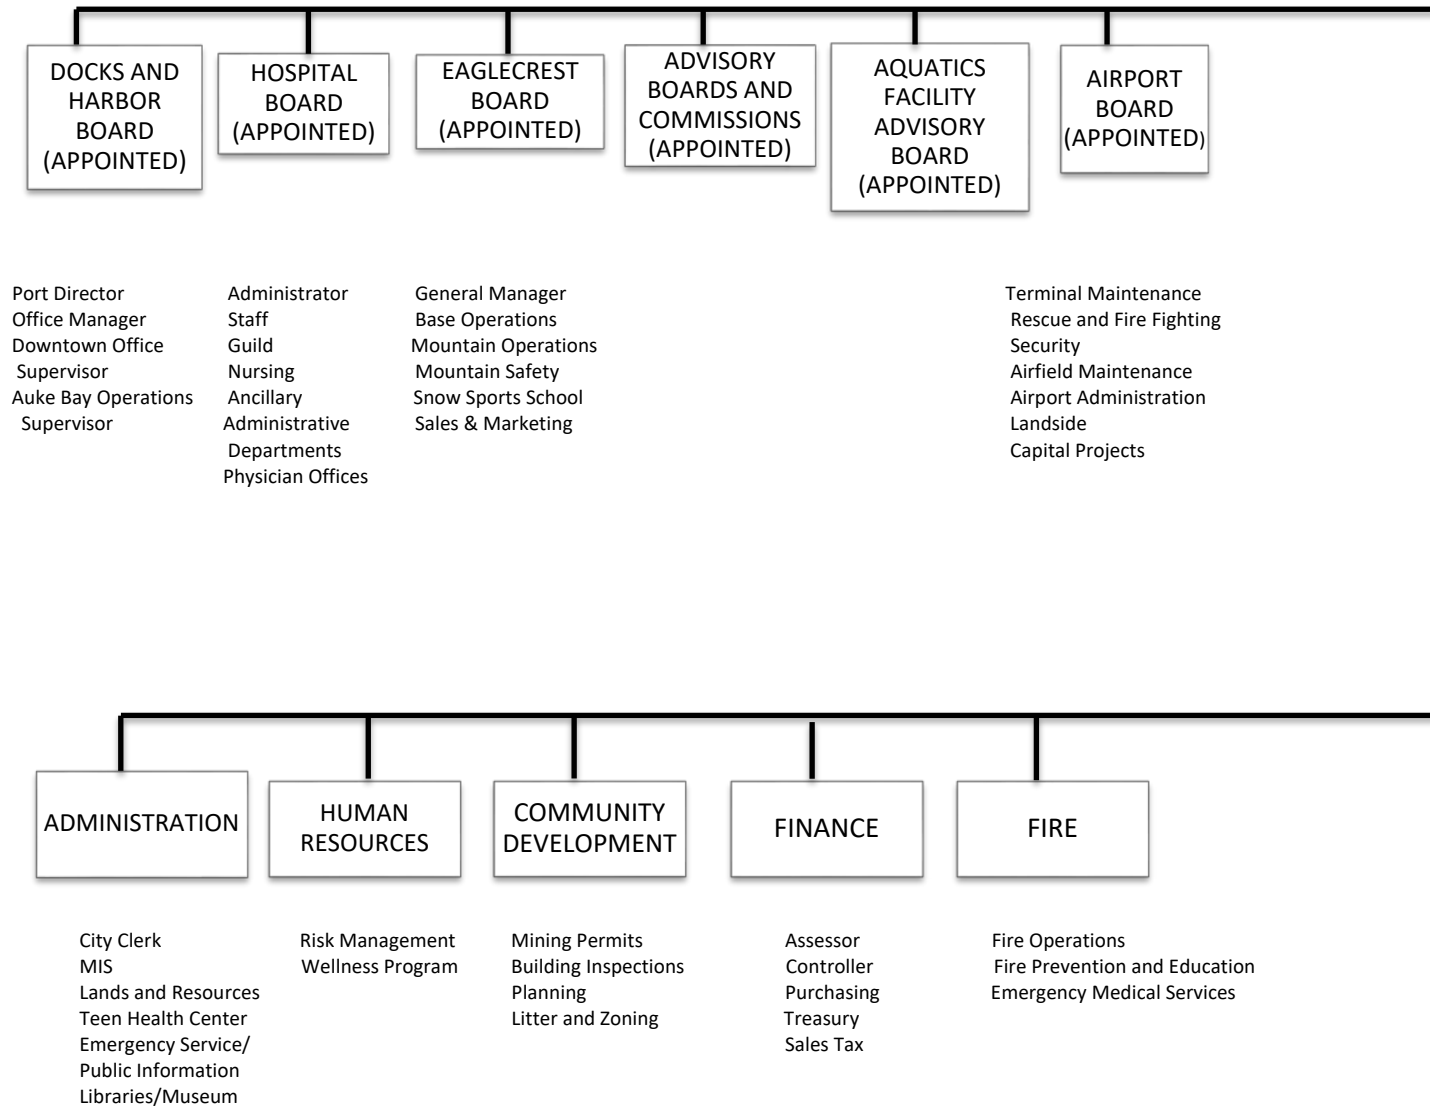 DOCKS AND
HARBOR
BOARD
(APPOINTED)
HOSPITAL
BOARD
(APPOINTED)
EAGLECREST
BOARD
(APPOINTED)
ADVISORY
BOARDS AND
COMMISSIONS
(APPOINTED)
AQUATICS
FACILITY
ADVISORY
BOARD
(APPOINTED)
AIRPORT
BOARD
(APPOINTED)
Port Director
Office Manager
Downtown Office
Supervisor
Auke Bay Operations
Supervisor
Administrator
Staff
Guild
Nursing
Ancillary
Administrative
Departments
Physician Offices
General Manager
Base Operations
Mountain Operations
Mountain Safety
Snow Sports School
Sales & Marketing
Terminal Maintenance
Rescue and Fire Fighting
Security
Airfield Maintenance
Airport Administration
Landside
Capital Projects
ADMINISTRATION
HUMAN
RESOURCES
COMMUNITY
DEVELOPMENT
FINANCE
FIRE
City Clerk
MIS
Lands and Resources
Teen Health Center
Emergency Service/
Public Information
Libraries/Museum
Risk Management
Wellness Program
Mining Permits
Building Inspections
Planning
Litter and Zoning
Assessor
Controller
Purchasing
Treasury
Sales Tax
Fire Operations
Fire Prevention and Education
Emergency Medical Services